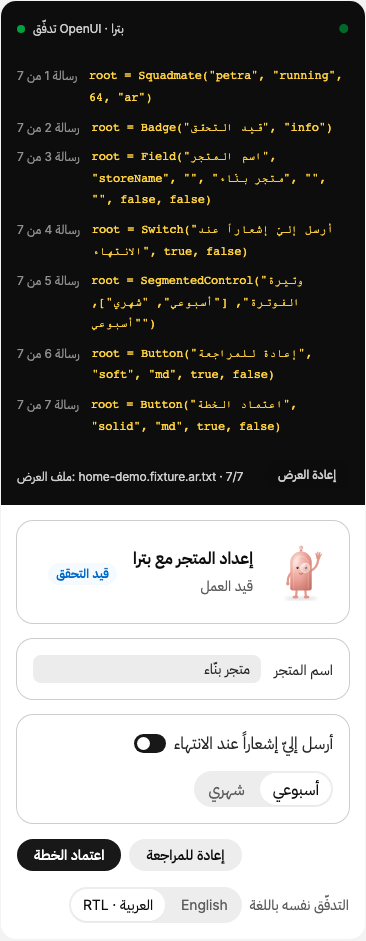 بترا · OpenUI تدفّق
رسالة 1 من 7
root = Squadmate("petra", "running",
64, "ar")
رسالة 2 من 7
root = Badge("قيد التحقق", "info")
رسالة 3 من 7
root = Field("اسم المتجر",
"storeName", "", "متجر بنّاء", "",
"", false, false)
رسالة 4 من 7
root = Switch("أرسل إليّ إشعاراً عند
الانتهاء", true, false)
رسالة 5 من 7
root = SegmentedControl("وتيرة
الفوترة", ["أسبوعي", "شهري"],
"أسبوعي")
رسالة 6 من 7
root = Button("إعادة للمراجعة",
"soft", "md", true, false)
رسالة 7 من 7
root = Button("اعتماد الخطة",
"solid", "md", true, false)
ملف العرض: home-demo.fixture.ar.txt · 7/7
إعادة العرض
إعداد المتجر مع بترا
قيد العمل
قيد التحقق
اسم المتجر
متجر بنّاء
أرسل إليّ إشعاراً عند الانتهاء
أسبوعي
شهري
إعادة للمراجعة
اعتماد الخطة
التدفّق نفسه باللغة
English
العربية · RTL